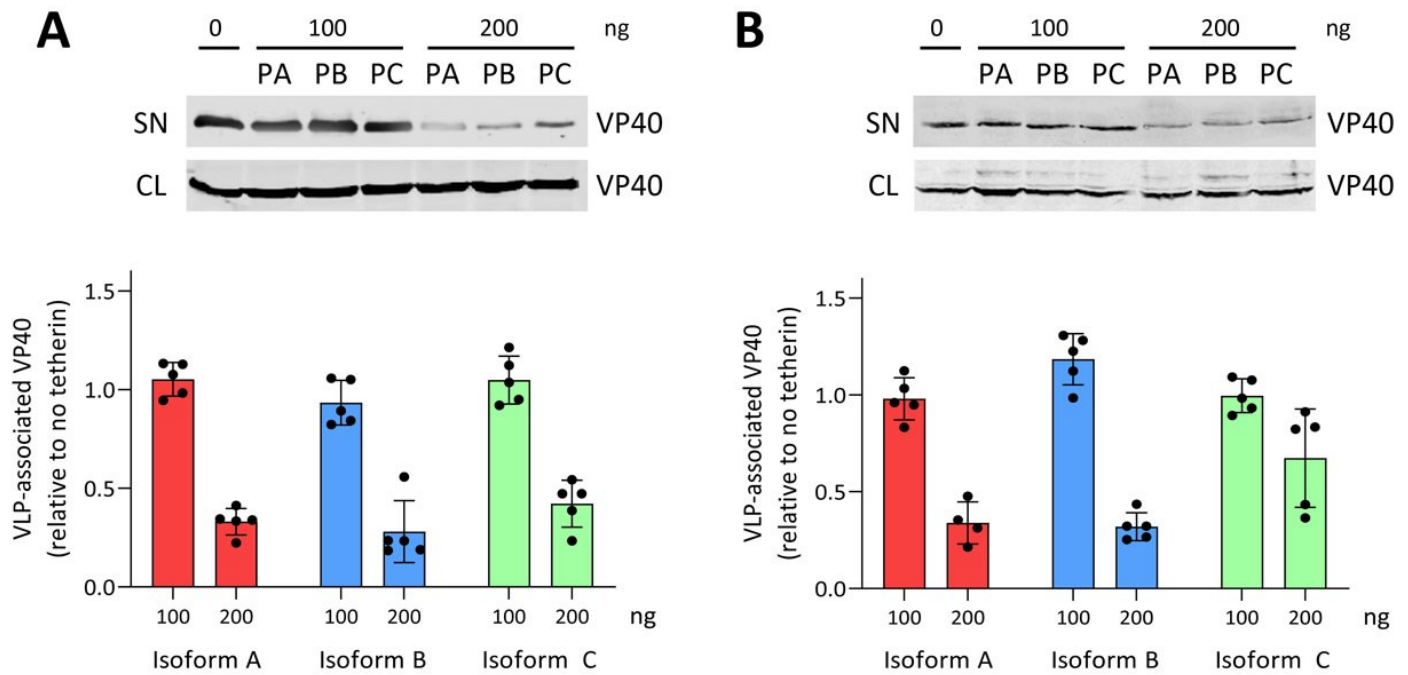 A
0 100 200 ng
PA PB PC PA PB PC
SN VP40
CL VP40
VLP-associated VP40
(relative to no tetherin)
1.5
1.0
0.5
0.0
100 200 100 200 100 200 ng
Isoform A Isoform B Isoform C
B
0 100 200 ng
PA PB PC PA PB PC
SN VP40
CL VP40
VLP-associated VP40
(relative to no tetherin)
1.5
1.0
0.5
0.0
100 200 100 200 100 200 ng
Isoform A Isoform B Isoform C